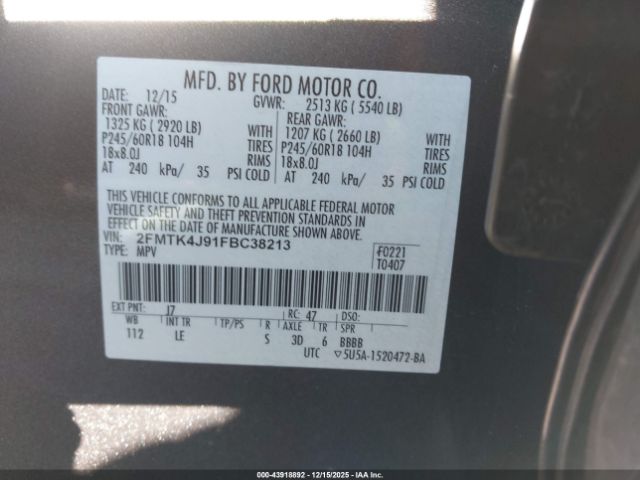 MFD. BY FORD MOTOR CO.
DATE: 12/15 GVWR: 2513 KG ( 5540 LB)
FRONT GAWR: REAR GAWR:
1325 KG ( 2920 LB) WITH 1207 KG ( 2660 LB) WITH
P245/60R18 104H TIRES P245/60R18 104H TIRES
18x8.0J RIMS 18x8.0J RIMS
AT 240 kPa/ 35 PSI COLD AT 240 kPa/ 35 PSI COLD
THIS VEHICLE CONFORMS TO ALL APPLICABLE FEDERAL MOTOR
VEHICLE SAFETY AND THEFT PREVENTION STANDARDS IN
EFFECT ON THE DATE OF MANUFACTURE SHOWN ABOVE.
VIN: 2FMTK4J91FBC38213 F0221
TYPE: MPV T0407
EXT PNT: J7 RC: 47 DSO:
WB INT TR TP/PS R AXLE TR SPR
112 LE S 3D 6 BBBB
UTC ▽5U5A-1520472-BA
000-43918892 - 12/15/2025 - IAAI.CA